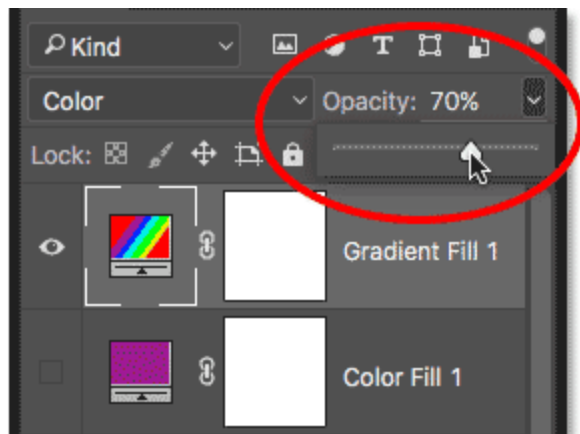 Kind T
Color Opacity: 70%
Lock:
Gradient Fill 1
Color Fill 1